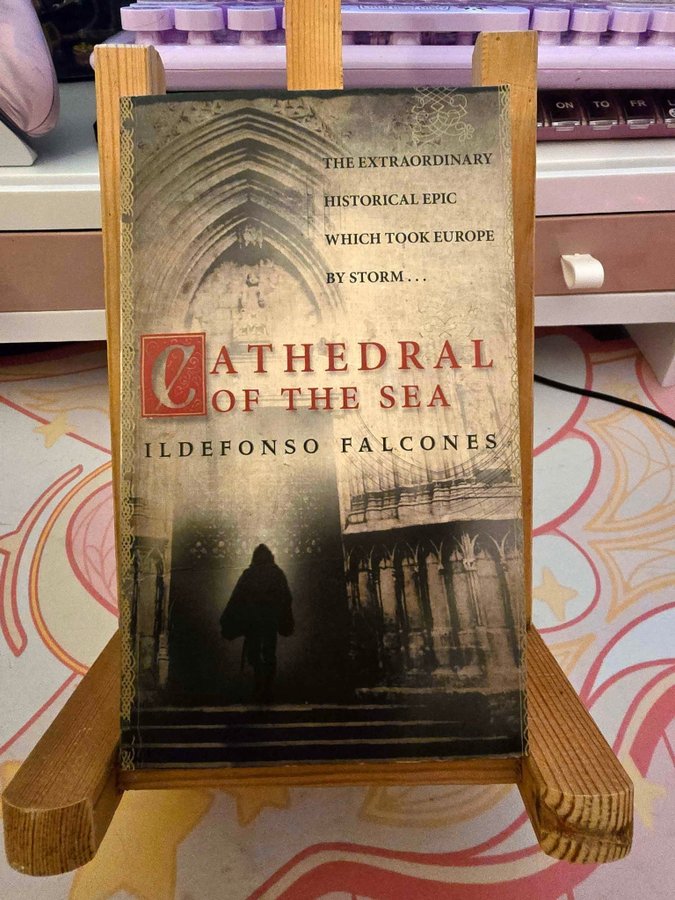 ON TO FR
THE EXTRAORDINARY
HISTORICAL EPIC
WHICH TOOK EUROPE
BY STORM . . .
CATHEDRAL
OF THE SEA
ILDEFONSO FALCONES